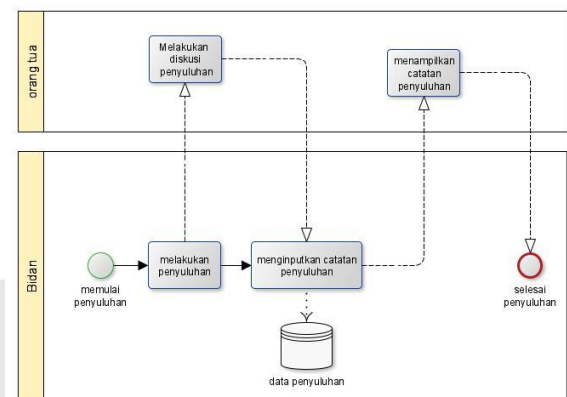 orang tua
Melakukan
diskusi
penyuluhan
menampilkan
catatan
penyuluhan
Bidan
memulai
penyuluhan
melakukan
penyuluhan
menginputkan catatan
penyuluhan
selesai
penyuluhan
data penyuluhan